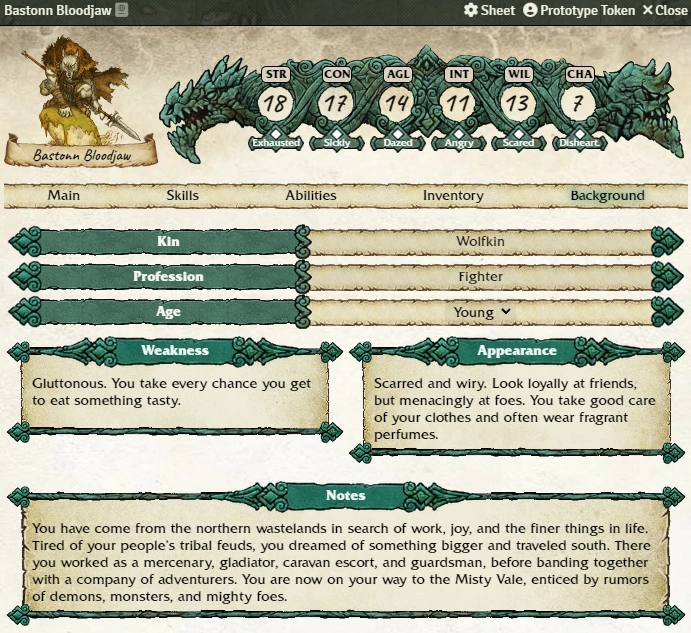 Bastonn Bloodjaw Sheet Prototype Token Close
STR CON AGL INT WIL CHA
18 17 14 11 13 7
Exhausted Sickly Dazed Angry Scared Disheart.
Bastonn Bloodjaw
Main Skills Abilities Inventory Background
Kin Wolfkin
Profession Fighter
Age Young
Weakness
Gluttonous. You take every chance you get
to eat something tasty.
Appearance
Scarred and wiry. Look loyally at friends,
but menacingly at foes. You take good care
of your clothes and often wear fragrant
perfumes.
Notes
You have come from the northern wastelands in search of work, joy, and the finer things in life.
Tired of your people's tribal feuds, you dreamed of something bigger and traveled south. There
you worked as a mercenary, gladiator, caravan escort, and guardsman, before banding together
with a company of adventurers. You are now on your way to the Misty Vale, enticed by rumors
of demons, monsters, and mighty foes.